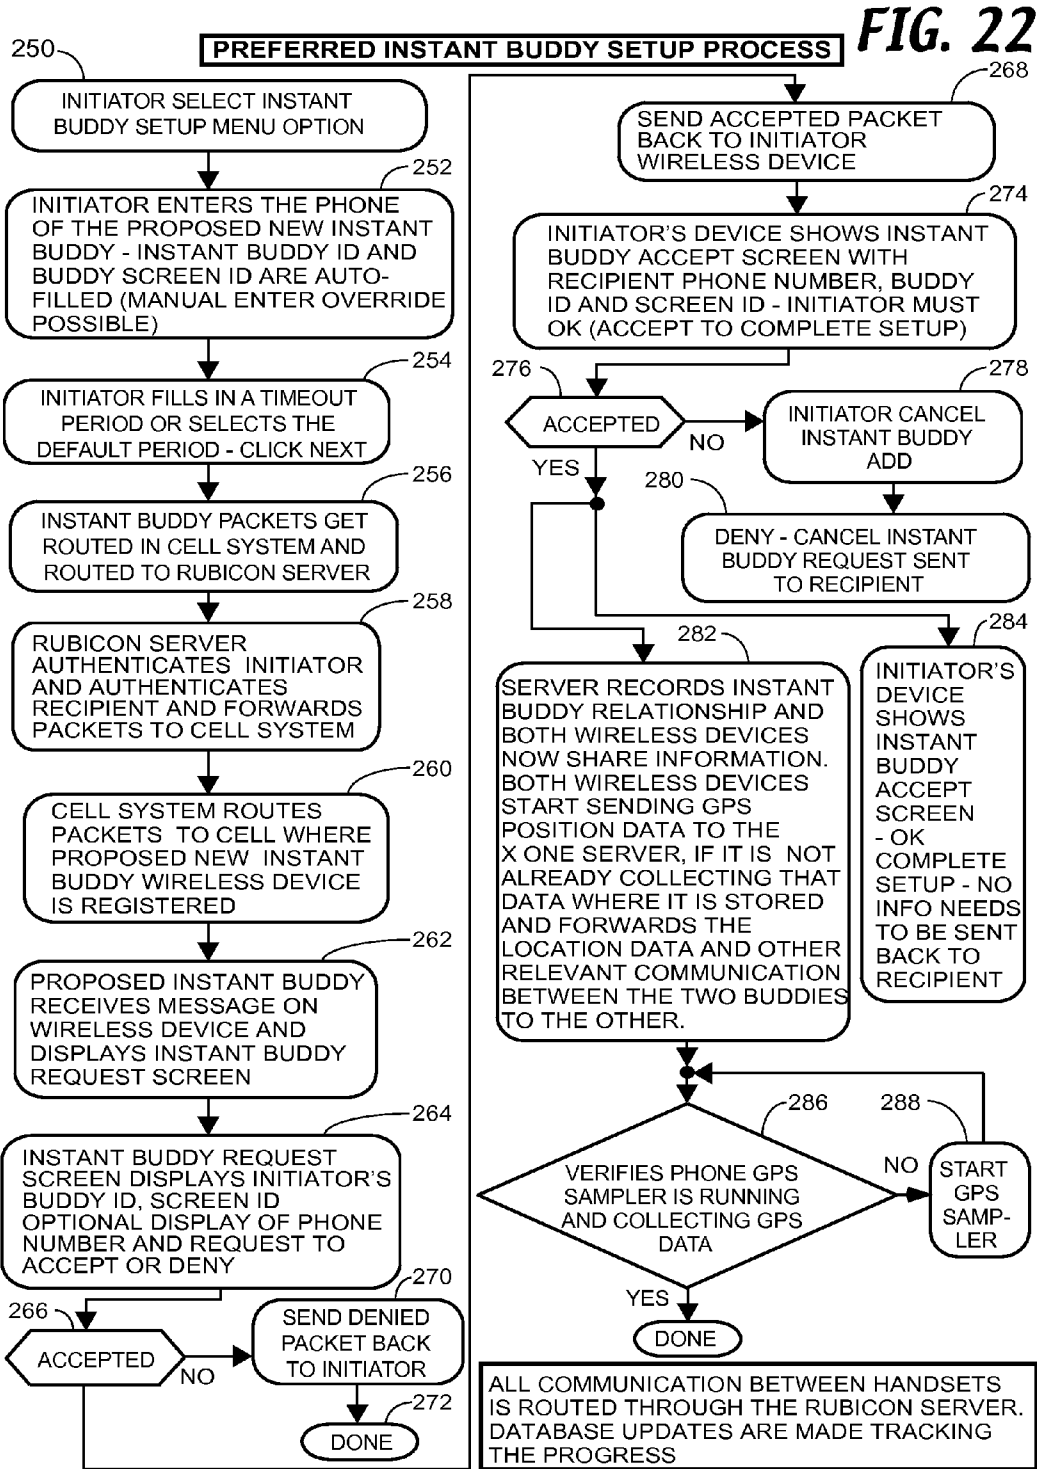 FIG. 22
PREFERRED INSTANT BUDDY SETUP PROCESS
250
INITIATOR SELECT INSTANT
BUDDY SETUP MENU OPTION
252
INITIATOR ENTERS THE PHONE
OF THE PROPOSED NEW INSTANT
BUDDY - INSTANT BUDDY ID AND
BUDDY SCREEN ID ARE AUTO-
FILLED (MANUAL ENTER OVERRIDE
POSSIBLE)
254
INITIATOR FILLS IN A TIMEOUT
PERIOD OR SELECTS THE
DEFAULT PERIOD - CLICK NEXT
256
INSTANT BUDDY PACKETS GET
ROUTED IN CELL SYSTEM AND
ROUTED TO RUBICON SERVER
258
RUBICON SERVER
AUTHENTICATES INITIATOR
AND AUTHENTICATES
RECIPIENT AND FORWARDS
PACKETS TO CELL SYSTEM
260
CELL SYSTEM ROUTES
PACKETS TO CELL WHERE
PROPOSED NEW INSTANT
BUDDY WIRELESS DEVICE
IS REGISTERED
262
PROPOSED INSTANT BUDDY
RECEIVES MESSAGE ON
WIRELESS DEVICE AND
DISPLAYS INSTANT BUDDY
REQUEST SCREEN
264
INSTANT BUDDY REQUEST
SCREEN DISPLAYS INITIATOR'S
BUDDY ID, SCREEN ID
OPTIONAL DISPLAY OF PHONE
NUMBER AND REQUEST TO
ACCEPT OR DENY
266
ACCEPTED
NO
270
SEND DENIED
PACKET BACK
TO INITIATOR
272
DONE
268
SEND ACCEPTED PACKET
BACK TO INITIATOR
WIRELESS DEVICE
274
INITIATOR'S DEVICE SHOWS INSTANT
BUDDY ACCEPT SCREEN WITH
RECIPIENT PHONE NUMBER, BUDDY
ID AND SCREEN ID - INITIATOR MUST
OK (ACCEPT TO COMPLETE SETUP)
276
ACCEPTED
NO
YES
278
INITIATOR CANCEL
INSTANT BUDDY
ADD
280
DENY - CANCEL INSTANT
BUDDY REQUEST SENT
TO RECIPIENT
282
SERVER RECORDS INSTANT
BUDDY RELATIONSHIP AND
BOTH WIRELESS DEVICES
NOW SHARE INFORMATION.
BOTH WIRELESS DEVICES
START SENDING GPS
POSITION DATA TO THE
X ONE SERVER, IF IT IS NOT
ALREADY COLLECTING THAT
DATA WHERE IT IS STORED
AND FORWARDS THE
LOCATION DATA AND OTHER
RELEVANT COMMUNICATION
BETWEEN THE TWO BUDDIES
TO THE OTHER.
284
INITIATOR'S
DEVICE
SHOWS
INSTANT
BUDDY
ACCEPT
SCREEN
- OK
COMPLETE
SETUP - NO
INFO NEEDS
TO BE SENT
BACK TO
RECIPIENT
286
VERIFIES PHONE GPS
SAMPLER IS RUNNING
AND COLLECTING GPS
DATA
NO
288
START
GPS
SAMP-
LER
YES
DONE
ALL COMMUNICATION BETWEEN HANDSETS
IS ROUTED THROUGH THE RUBICON SERVER.
DATABASE UPDATES ARE MADE TRACKING
THE PROGRESS